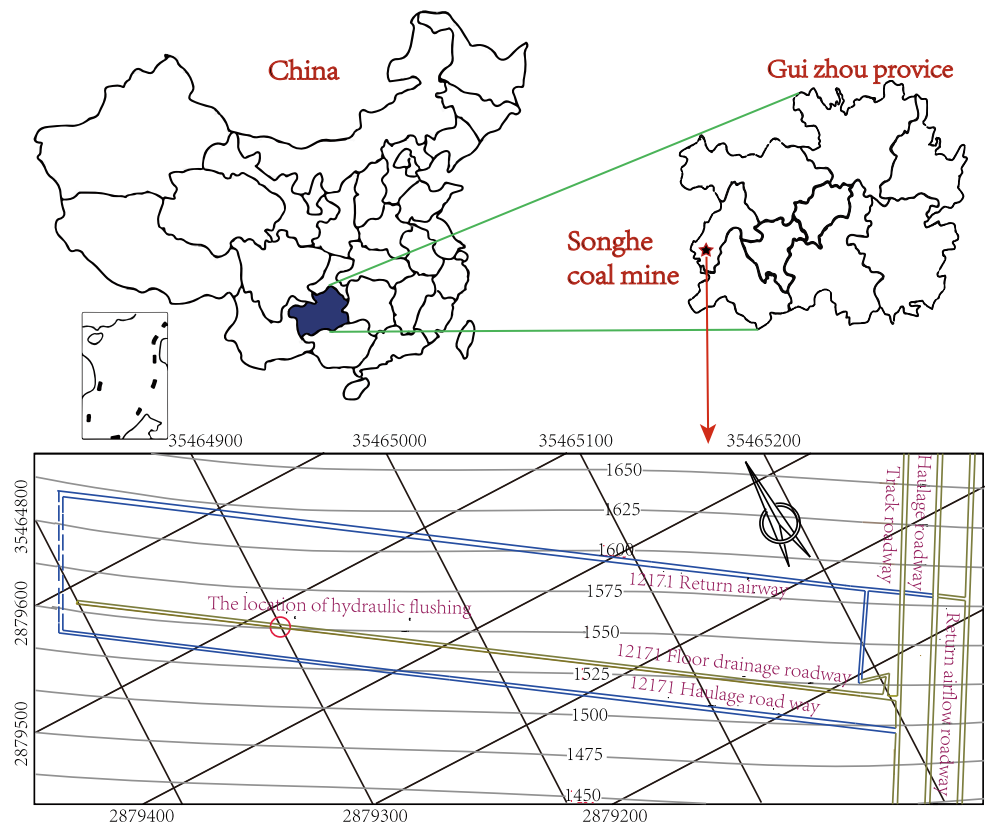 China
Gui zhou provice
Songhe
coal mine
35464900
35465000
35465100
35465200
35464800
2879600
2879500
1650
1625
1600
1575
1550
1525
1500
1475
1450
Track roadway
Haulage roadway
12171 Return airway
The location of hydraulic flushing
12171 Floor drainage roadway
12171 Haulage road way
Return airflow roadway
2879400
2879300
2879200